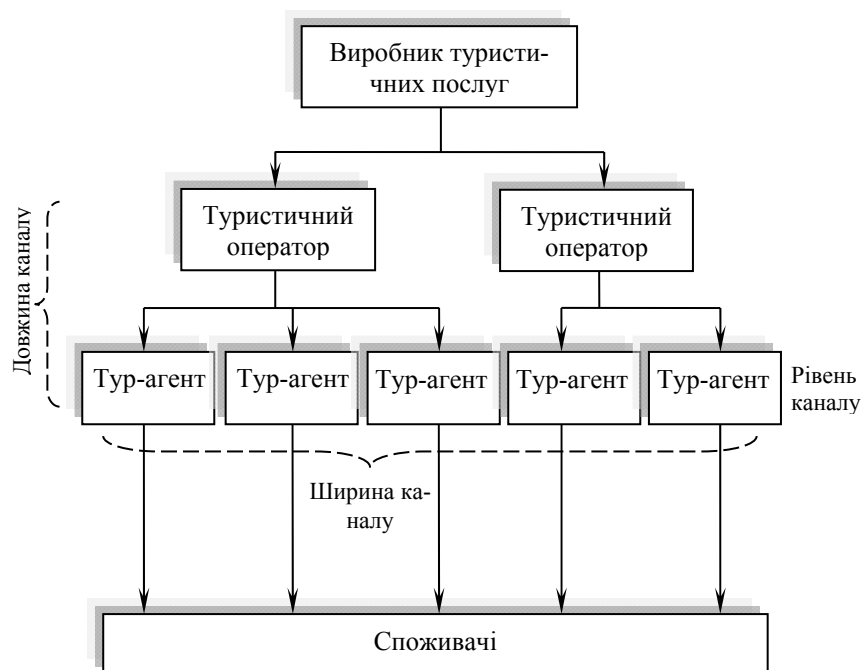 Виробник туристи-
чних послуг
Туристичний
оператор
Туристичний
оператор
Довжина каналу
Тур-агент
Тур-агент
Тур-агент
Тур-агент
Тур-агент
Рівень
каналу
Ширина ка-
налу
Споживачі